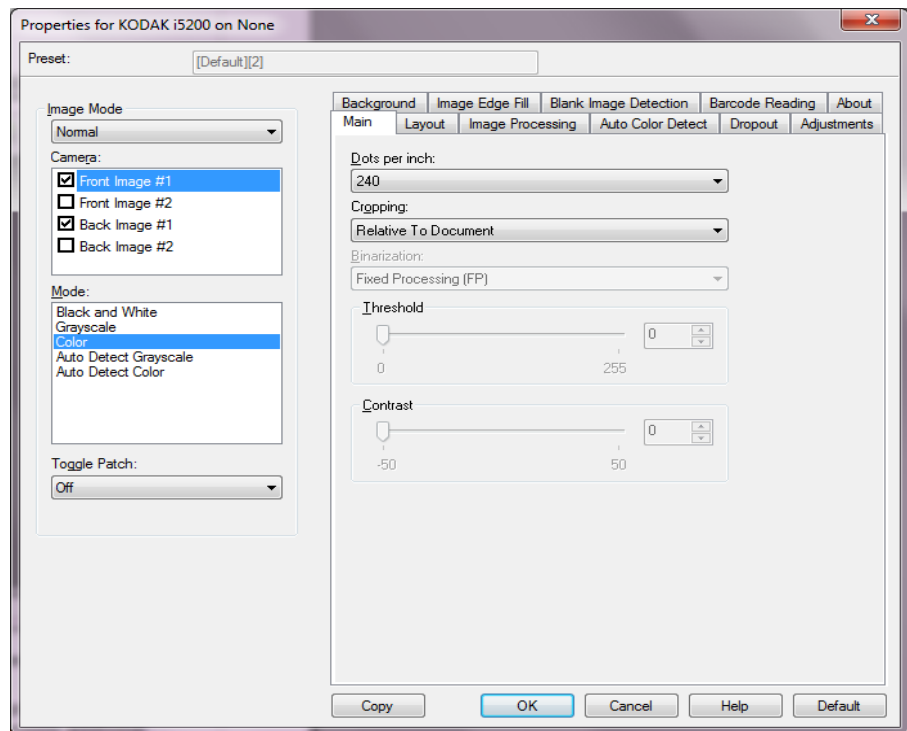 Properties for KODAK i5200 on None
Preset:
[Default][2]
Image Mode
Normal
Camera:
Front Image #1
Front Image #2
Back Image #1
Back Image #2
Mode:
Black and White
Grayscale
Color
Auto Detect Grayscale
Auto Detect Color
Toggle Patch:
Off
Background Image Edge Fill Blank Image Detection Barcode Reading About
Main Layout Image Processing Auto Color Detect Dropout Adjustments
Dots per inch:
240
Cropping:
Relative To Document
Binarization:
Fixed Processing (FP)
Threshold
0
0 255
Contrast
0
-50 50
Copy OK Cancel Help Default